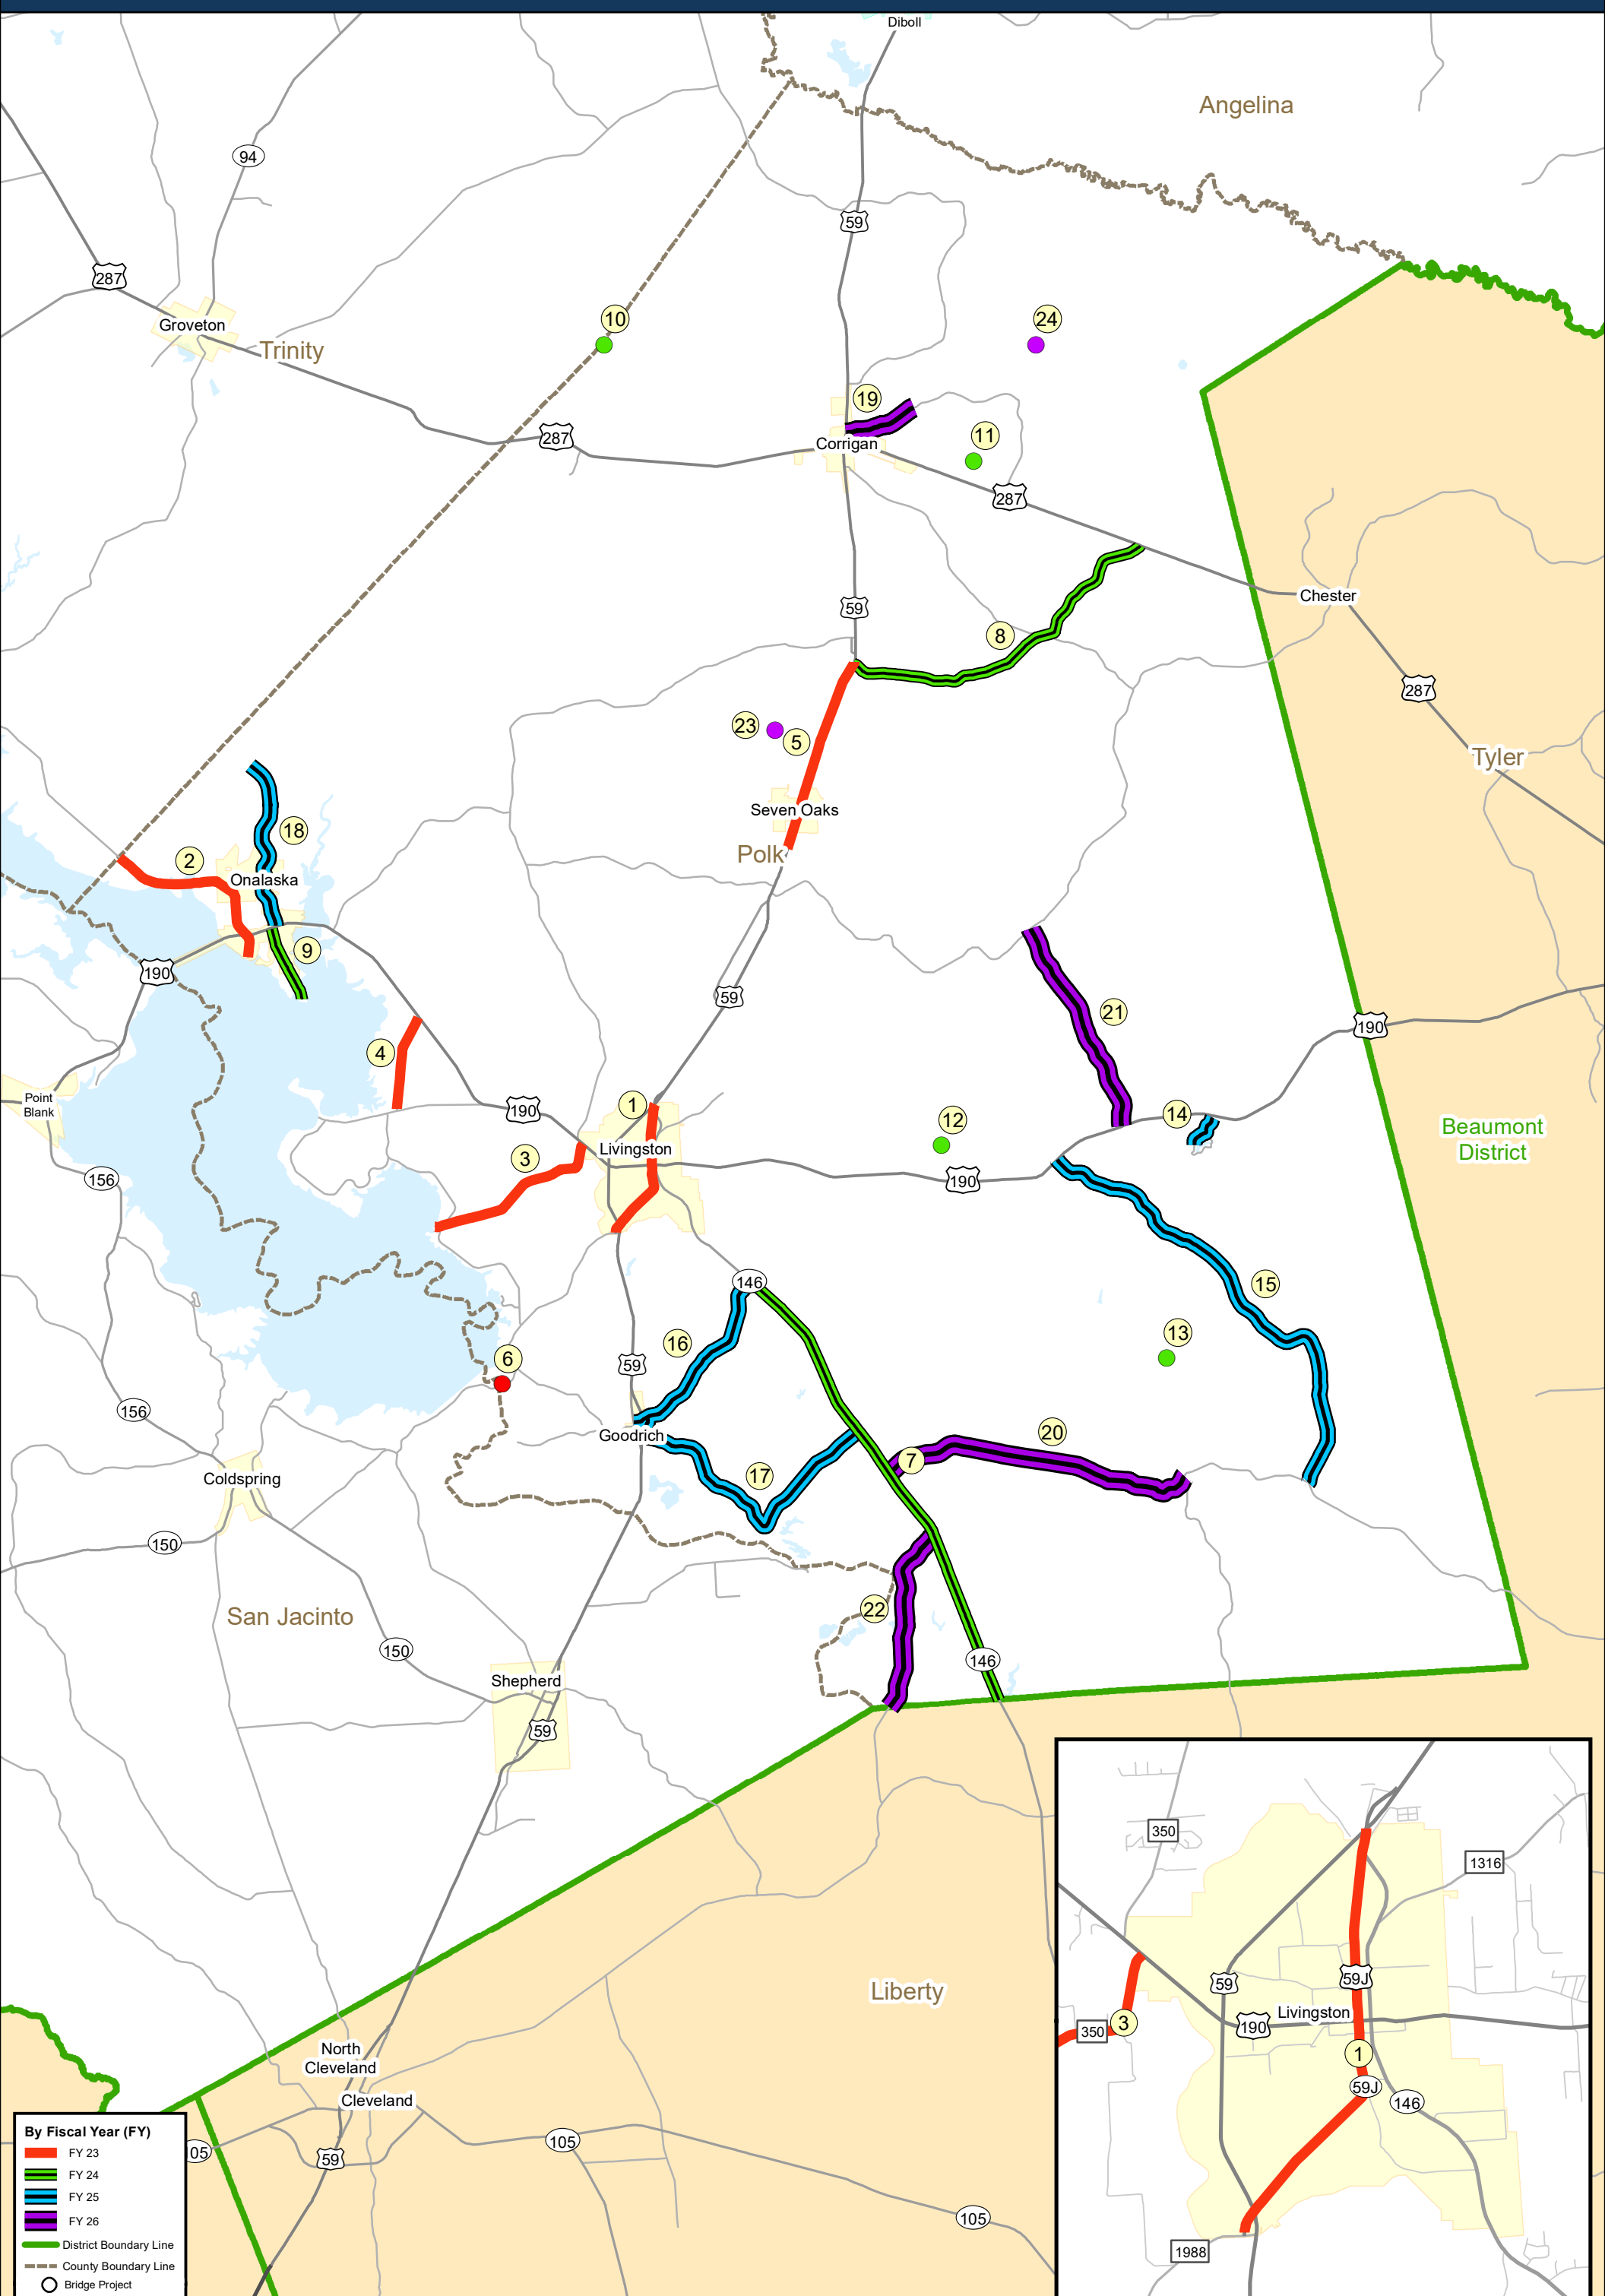 Diboll
Angelina
94
59
287
Groveton
Trinity
10
24
19
287
Corrigan
11
287
59
Chester
8
287
23
5
Tyler
Seven Oaks
18
Polk
2
Onalaska
9
190
59
21
190
4
Point
Blank
190
1
14
12
Beaumont
District
Livingston
3
156
190
146
15
16
13
6
59
156
20
Goodrich
7
17
Coldspring
150
22
San Jacinto
150
146
Shepherd
59
350
1316
59
59J
Liberty
Livingston
3
190
350
1
North
Cleveland
59J
146
Cleveland
105
05
59
105
1988
By Fiscal Year (FY)
FY 23
FY 24
FY 25
FY 26
District Boundary Line
County Boundary Line
Bridge Project